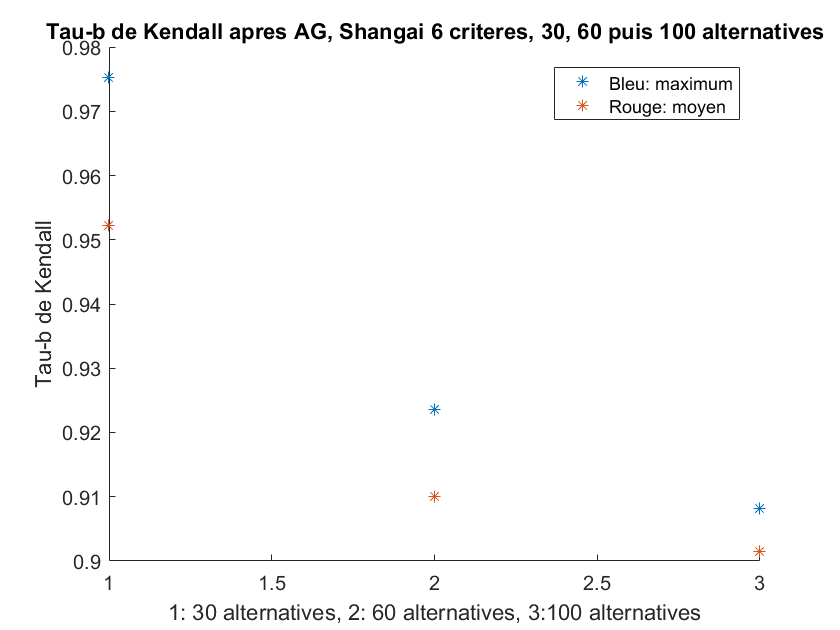 Tau-b de Kendall apres AG, Shangai 6 criteres, 30, 60 puis 100 alternatives
Bleu: maximum
Rouge: moyen
Tau-b de Kendall
0.98
0.97
0.96
0.95
0.94
0.93
0.92
0.91
0.9
1
1.5
2
2.5
3
1: 30 alternatives, 2: 60 alternatives, 3:100 alternatives